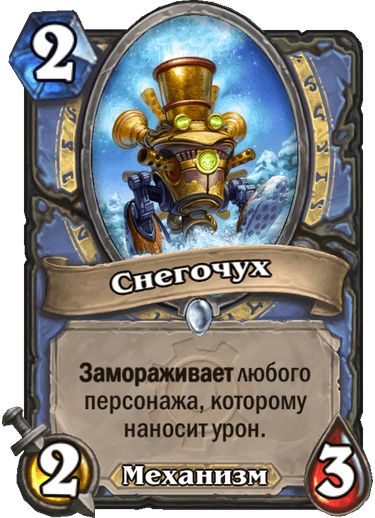 2
Снегочух
Замораживает любого
персонажа, которому
наносит урон.
2
Механизм
3